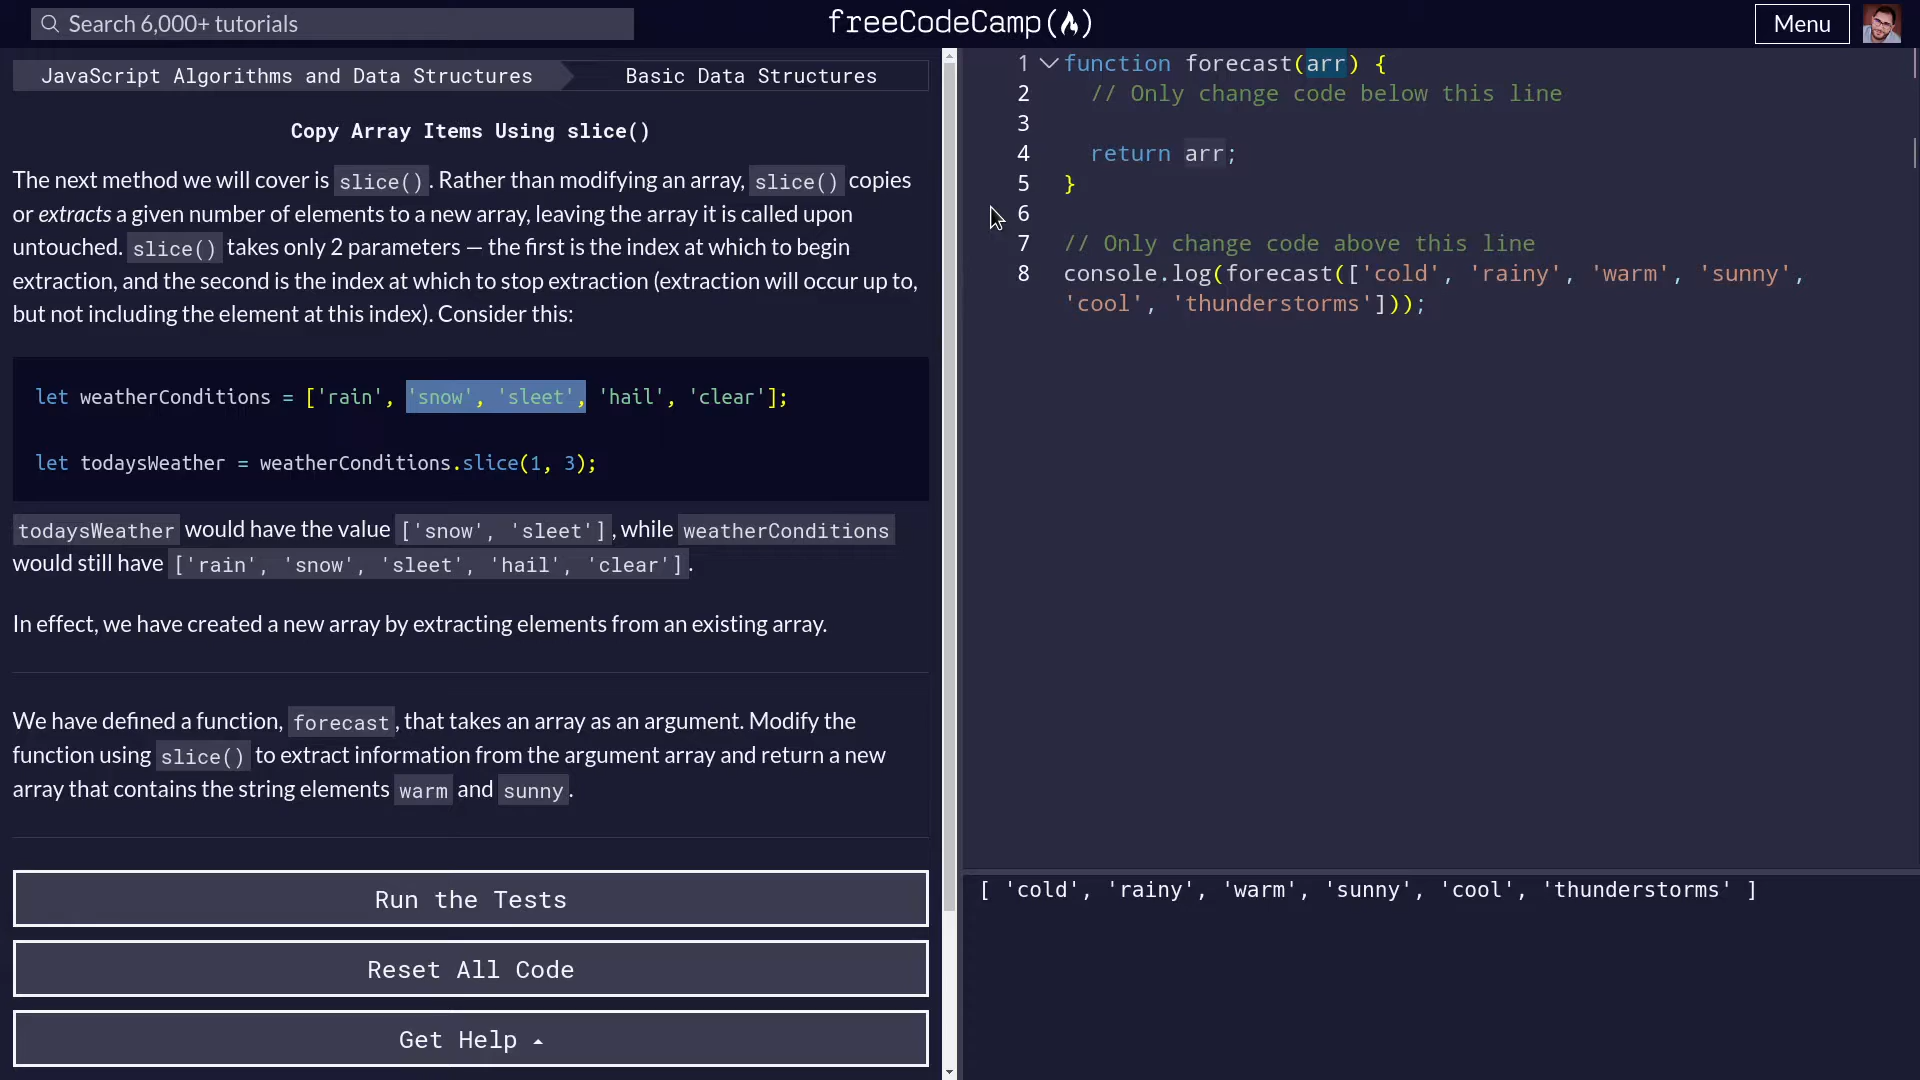 Search 6,000+ tutorials
freeCodeCamp
Menu
JavaScript Algorithms and Data Structures
Basic Data Structures
Copy Array Items Using slice()
The next method we will cover is slice(). Rather than modifying an array, slice() copies
or extracts a given number of elements to a new array, leaving the array it is called upon
untouched. slice() takes only 2 parameters — the first is the index at which to begin
extraction, and the second is the index at which to stop extraction (extraction will occur up to,
but not including the element at this index). Consider this:
let weatherConditions = ['rain', 'snow', 'sleet', 'hail', 'clear'];
let todaysWeather = weatherConditions.slice(1, 3);
todaysWeather would have the value ['snow', 'sleet'], while weatherConditions
would still have ['rain', 'snow', 'sleet', 'hail', 'clear'].
In effect, we have created a new array by extracting elements from an existing array.
We have defined a function, forecast, that takes an array as an argument. Modify the
function using slice() to extract information from the argument array and return a new
array that contains the string elements warm and sunny.
Run the Tests
Reset All Code
Get Help
1 function forecast(arr) {
2 // Only change code below this line
3
4 return arr;
5 }
6
7 // Only change code above this line
8 console.log(forecast(['cold', 'rainy', 'warm', 'sunny',
'cool', 'thunderstorms']));
[ 'cold', 'rainy', 'warm', 'sunny', 'cool', 'thunderstorms' ]